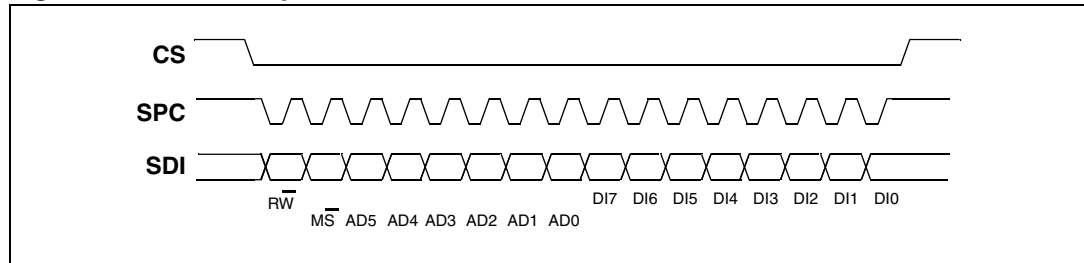 CS
SPC
SDI
RW̅
DI7 DI6 DI5 DI4 DI3 DI2 DI1 DI0
MS̅ AD5 AD4 AD3 AD2 AD1 AD0